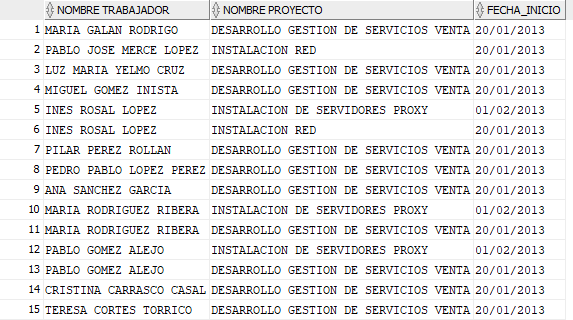 NOMBRE TRABAJADOR NOMBRE PROYECTO FECHA_INICIO
1 MARIA GALAN RODRIGO DESARROLLO GESTION DE SERVICIOS VENTA 20/01/2013
2 PABLO JOSE MERCE LOPEZ INSTALACION RED 20/01/2013
3 LUZ MARIA YELMO CRUZ DESARROLLO GESTION DE SERVICIOS VENTA 20/01/2013
4 MIGUEL GOMEZ INISTA DESARROLLO GESTION DE SERVICIOS VENTA 20/01/2013
5 INES ROSAL LOPEZ INSTALACION DE SERVIDORES PROXY 01/02/2013
6 INES ROSAL LOPEZ INSTALACION RED 20/01/2013
7 PILAR PEREZ ROLLAN DESARROLLO GESTION DE SERVICIOS VENTA 20/01/2013
8 PEDRO PABLO LOPEZ PEREZ DESARROLLO GESTION DE SERVICIOS VENTA 20/01/2013
9 ANA SANCHEZ GARCIA DESARROLLO GESTION DE SERVICIOS VENTA 20/01/2013
10 MARIA RODRIGUEZ RIBERA INSTALACION DE SERVIDORES PROXY 01/02/2013
11 MARIA RODRIGUEZ RIBERA DESARROLLO GESTION DE SERVICIOS VENTA 20/01/2013
12 PABLO GOMEZ ALEJO INSTALACION DE SERVIDORES PROXY 01/02/2013
13 PABLO GOMEZ ALEJO DESARROLLO GESTION DE SERVICIOS VENTA 20/01/2013
14 CRISTINA CARRASCO CASAL DESARROLLO GESTION DE SERVICIOS VENTA 20/01/2013
15 TERESA CORTES TORRICO DESARROLLO GESTION DE SERVICIOS VENTA 20/01/2013